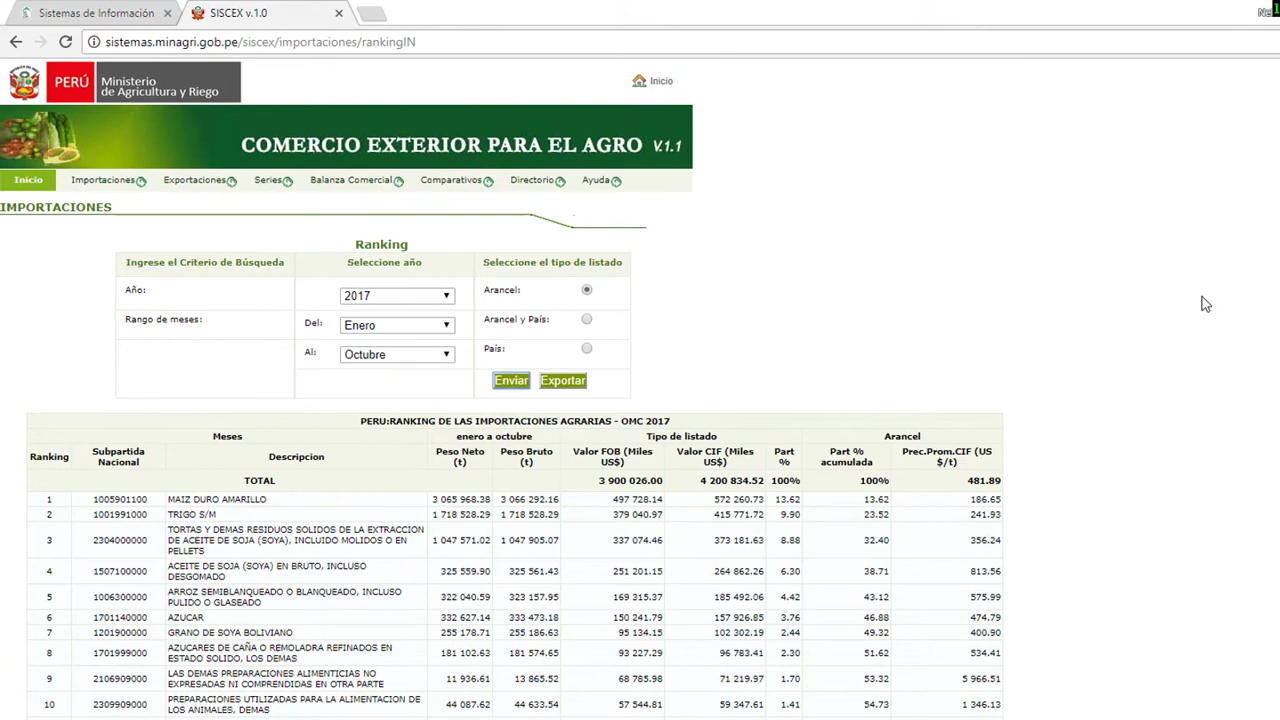 Sistemas de Información
SISCEX v.1.0
sistemas.minagri.gob.pe/siscex/importaciones/rankingIN
PERÚ
Ministerio
de Agricultura y Riego
Inicio
COMERCIO EXTERIOR PARA EL AGRO V.1.1
Inicio Importaciones Exportaciones Series Balanza Comercial Comparativos Directorio Ayuda
IMPORTACIONES
Ranking
Ingrese el Criterio de Búsqueda Seleccione año Seleccione el tipo de listado
Año: 2017 Arancel:
Rango de meses: Del: Enero Arancel y País:
Al: Octubre País:
Enviar Exportar
PERU:RANKING DE LAS IMPORTACIONES AGRARIAS - OMC 2017
Meses enero a octubre Tipo de listado Arancel
Ranking Subpartida Nacional Descripcion Peso Neto (t) Peso Bruto (t) Valor FOB (Miles US$) Valor CIF (Miles US$) Part % Part % acumulada Prec.Prom.CIF (US $/t)
TOTAL 3 900 026.00 4 200 834.52 100% 100% 481.89
1 1005901100 MAIZ DURO AMARILLO 3 065 968.38 3 066 292.16 497 728.14 572 260.73 13.62 13.62 186.65
2 1001991000 TRIGO S/M 1 718 528.29 1 718 528.29 379 040.97 415 771.72 9.90 23.52 241.93
TORTAS Y DEMAS RESIDUOS SOLIDOS DE LA EXTRACCION
3 2304000000 DE ACEITE DE SOJA (SOYA), INCLUIDO MOLIDOS O EN 1 047 571.02 1 047 905.07 337 074.46 373 181.63 8.88 32.40 356.24
PELLETS
4 1507100000 ACEITE DE SOJA (SOYA) EN BRUTO, INCLUSO 325 559.90 325 561.43 251 201.15 264 862.26 6.30 38.71 813.56
DESGOMADO
5 1006300000 ARROZ SEMIBLANQUEADO O BLANQUEADO, INCLUSO 322 040.59 323 157.95 169 315.37 185 492.06 4.42 43.12 575.99
PULIDO O GLASEADO
6 1701140000 AZUCAR 332 627.14 333 473.18 150 241.79 157 926.85 3.76 46.88 474.79
7 1201900000 GRANO DE SOYA BOLIVIANO 255 178.71 255 186.63 95 134.15 102 302.19 2.44 49.32 400.90
8 1701999000 AZUCARES DE CAÑA O REMOLADRA REFINADOS EN 181 102.63 181 574.65 93 227.29 96 783.41 2.30 51.62 534.41
ESTADO SOLIDO, LOS DEMAS
9 2106909000 LAS DEMAS PREPARACIONES ALIMENTICIAS NO 11 936.61 13 865.52 68 785.98 71 219.97 1.70 53.32 5 966.51
EXPRESADAS NI COMPRENDIDAS EN OTRA PARTE
10 2309909000 PREPARACIONES UTILIZADAS PARA LA ALIMENTACION DE 44 087.62 44 633.54 57 544.81 59 347.61 1.41 54.73 1 346.13
LOS ANIMALES, DEMAS